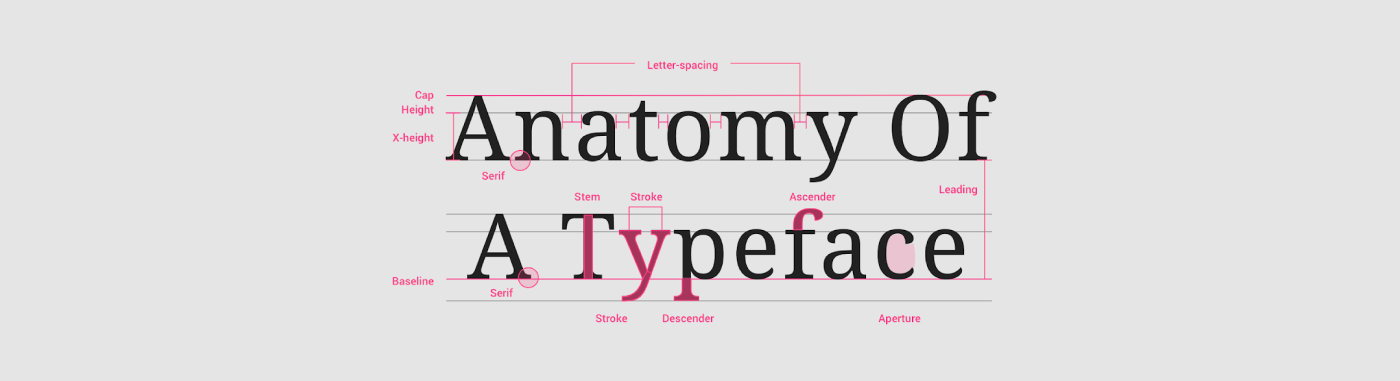 Letter-spacing
Cap
Height
Anatomy Of
X-height
Serif
Leading
Stem
Stroke
Ascender
A Typeface
Baseline
Serif
Stroke
Descender
Aperture